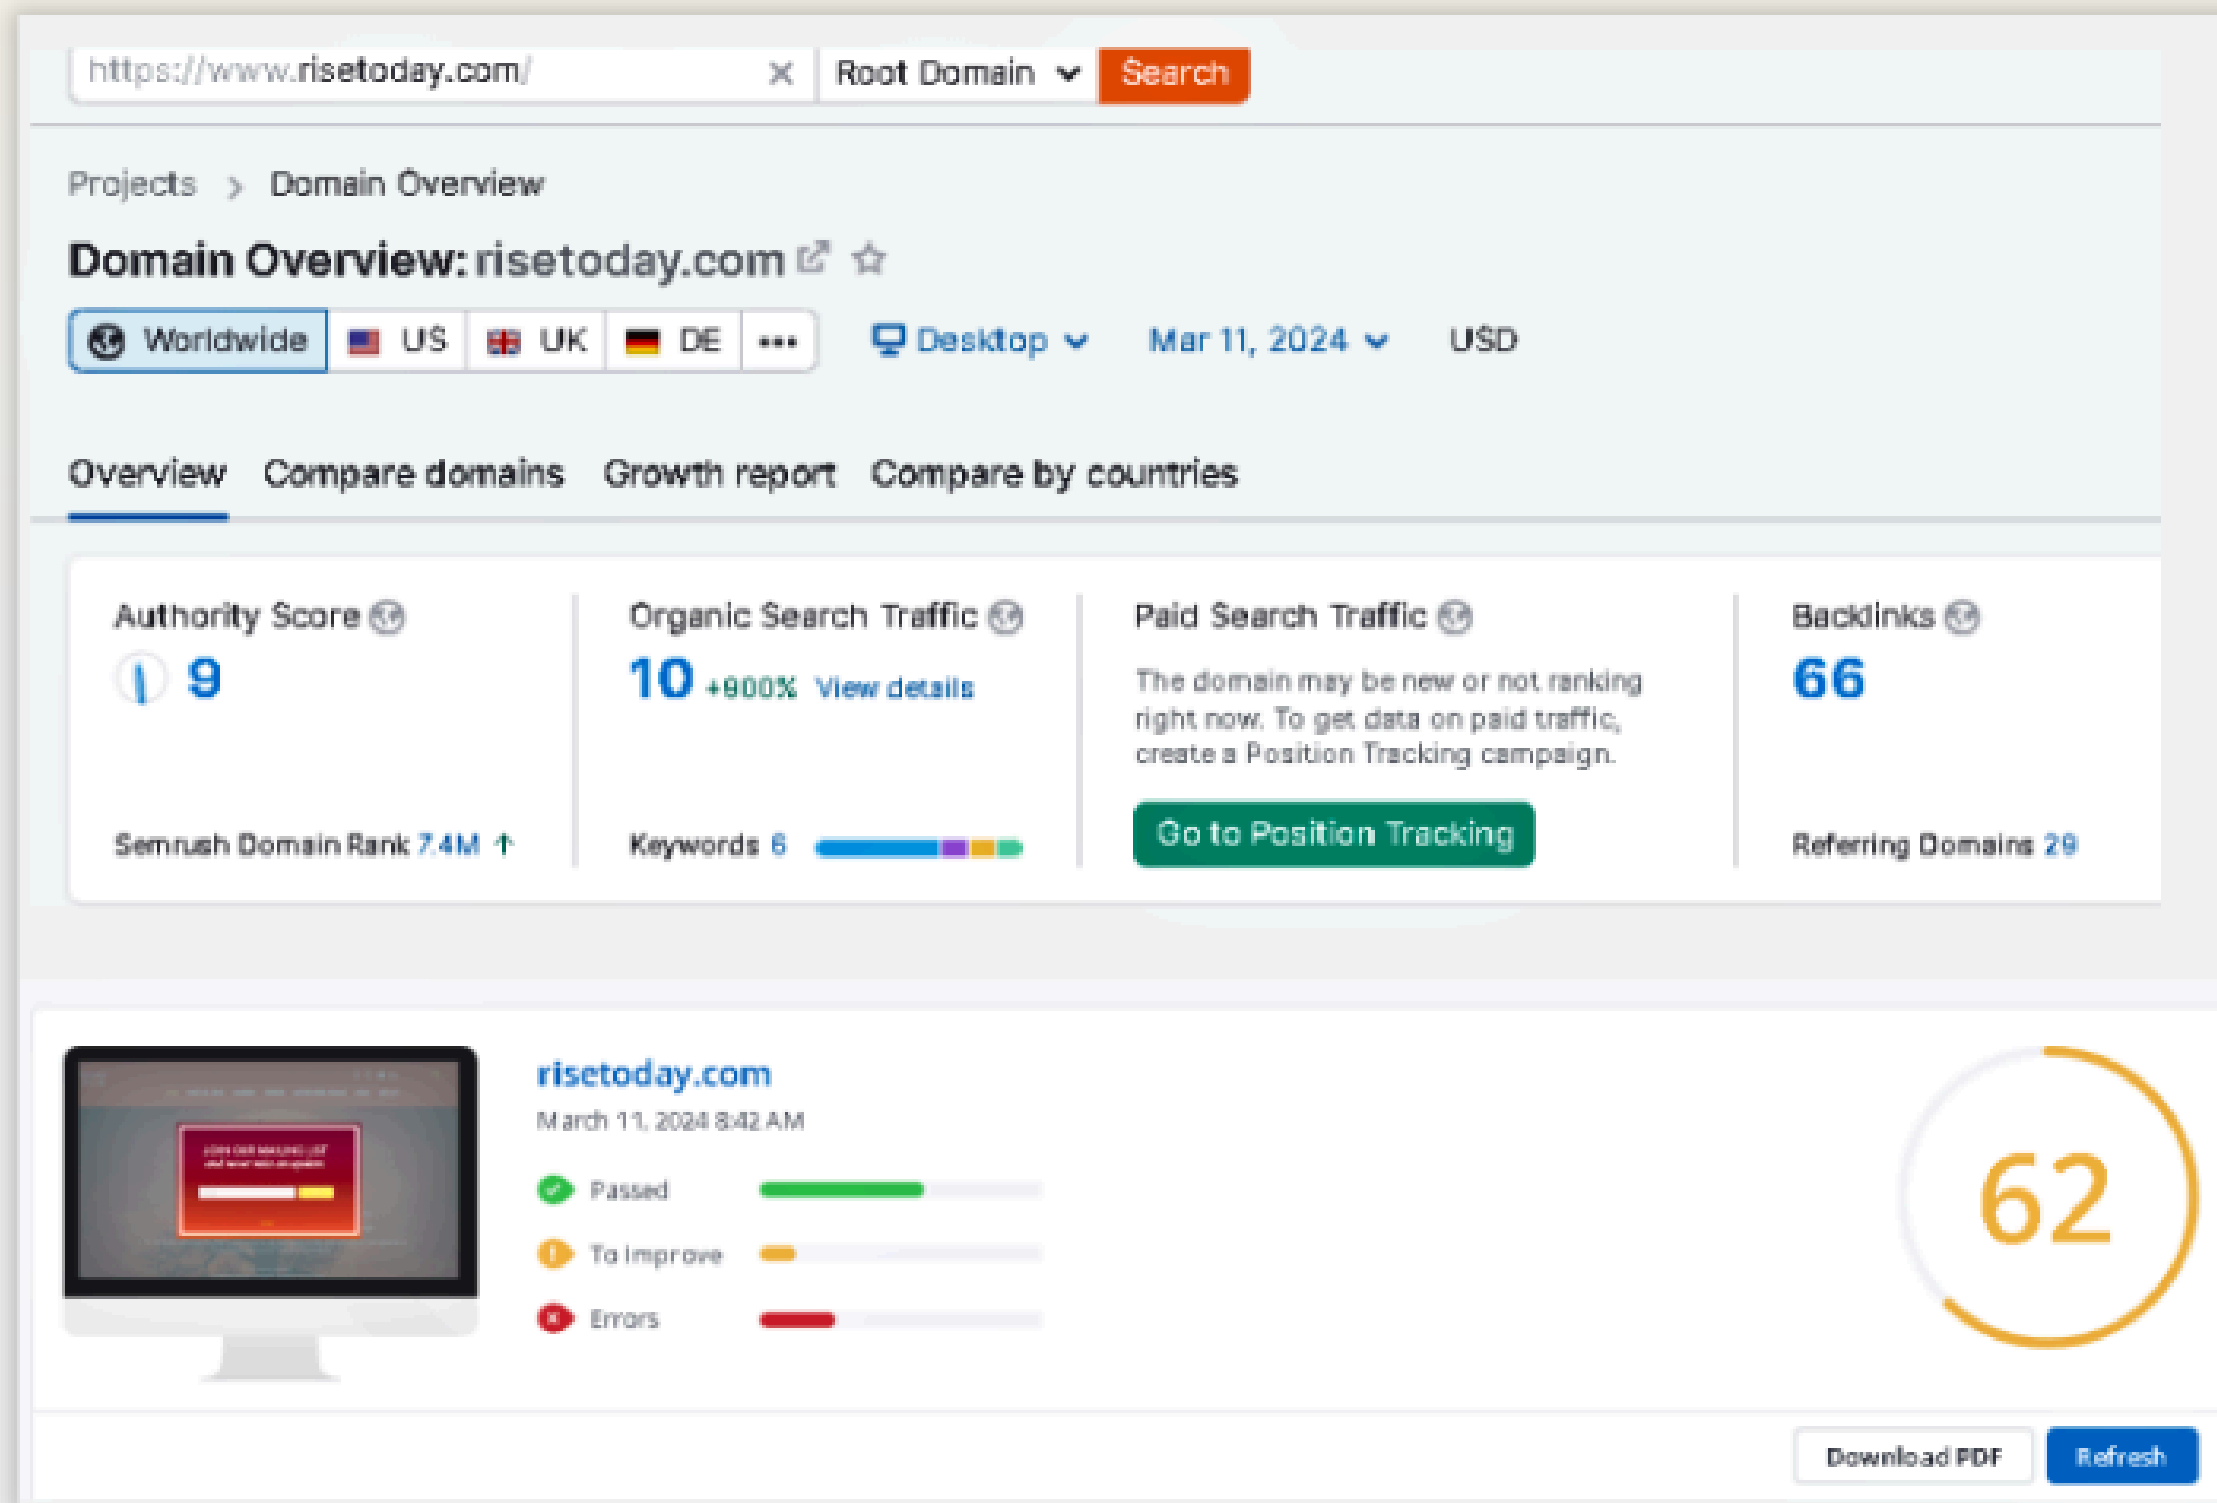 https://www.risetoday.com/ Root Domain Search
Projects > Domain Overview
Domain Overview: risetoday.com
Worldwide US UK DE ... Desktop Mar 11, 2024 USD
Overview Compare domains Growth report Compare by countries
Authority Score
9
Semrush Domain Rank 7.4M ↑
Organic Search Traffic
10 +900% View details
Keywords 6
Paid Search Traffic
The domain may be new or not ranking
right now. To get data on paid traffic,
create a Position Tracking campaign.
Go to Position Tracking
Backlinks
66
Referring Domains 29
JOIN OUR MAILING LIST
risetoday.com
March 11, 2024 8:42 AM
Passed
To Improve
Errors
62
Download PDF Refresh